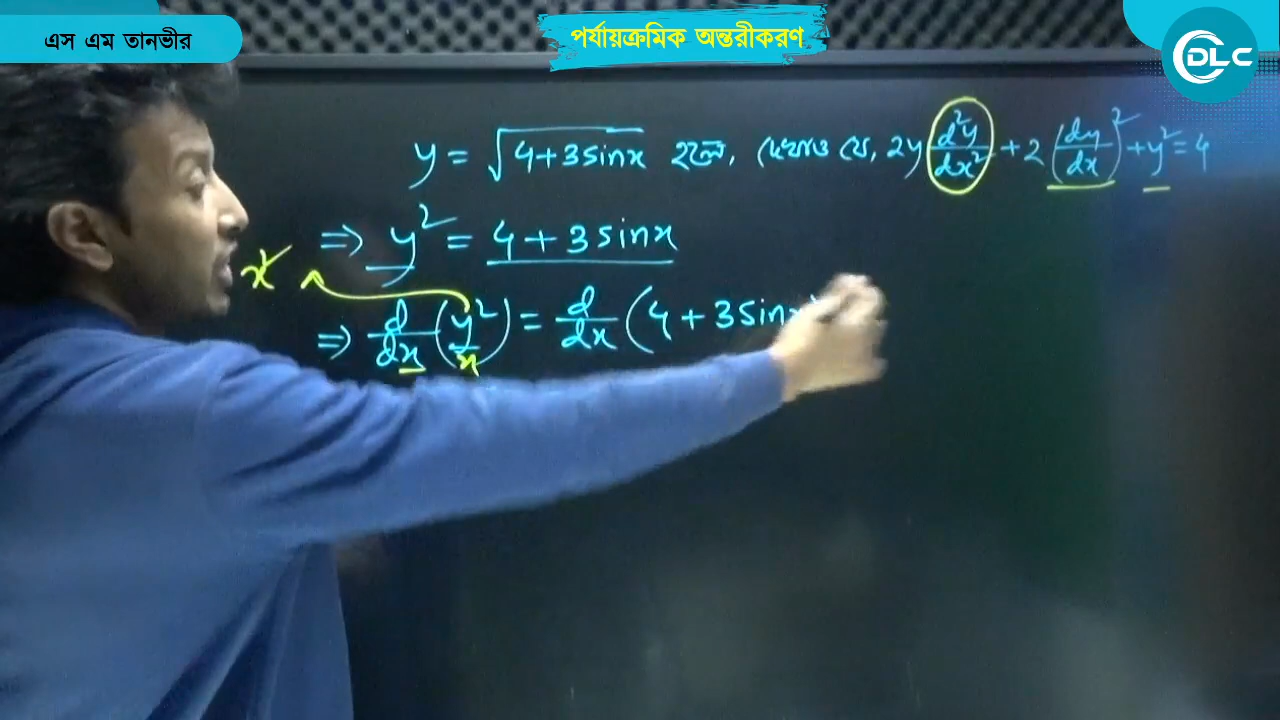 এস এম তানভীর
পর্যায়ক্রমিক অন্তরীকরণ
DLC
y = √(4+3sinx) হলে, দেখাও যে, 2y d²y/dx² + 2(dy/dx)² + y² = 4
⇒ y² = 4+3sinx
x
⇒ d/dx (y²) = d/dx (4+3sinx)
x